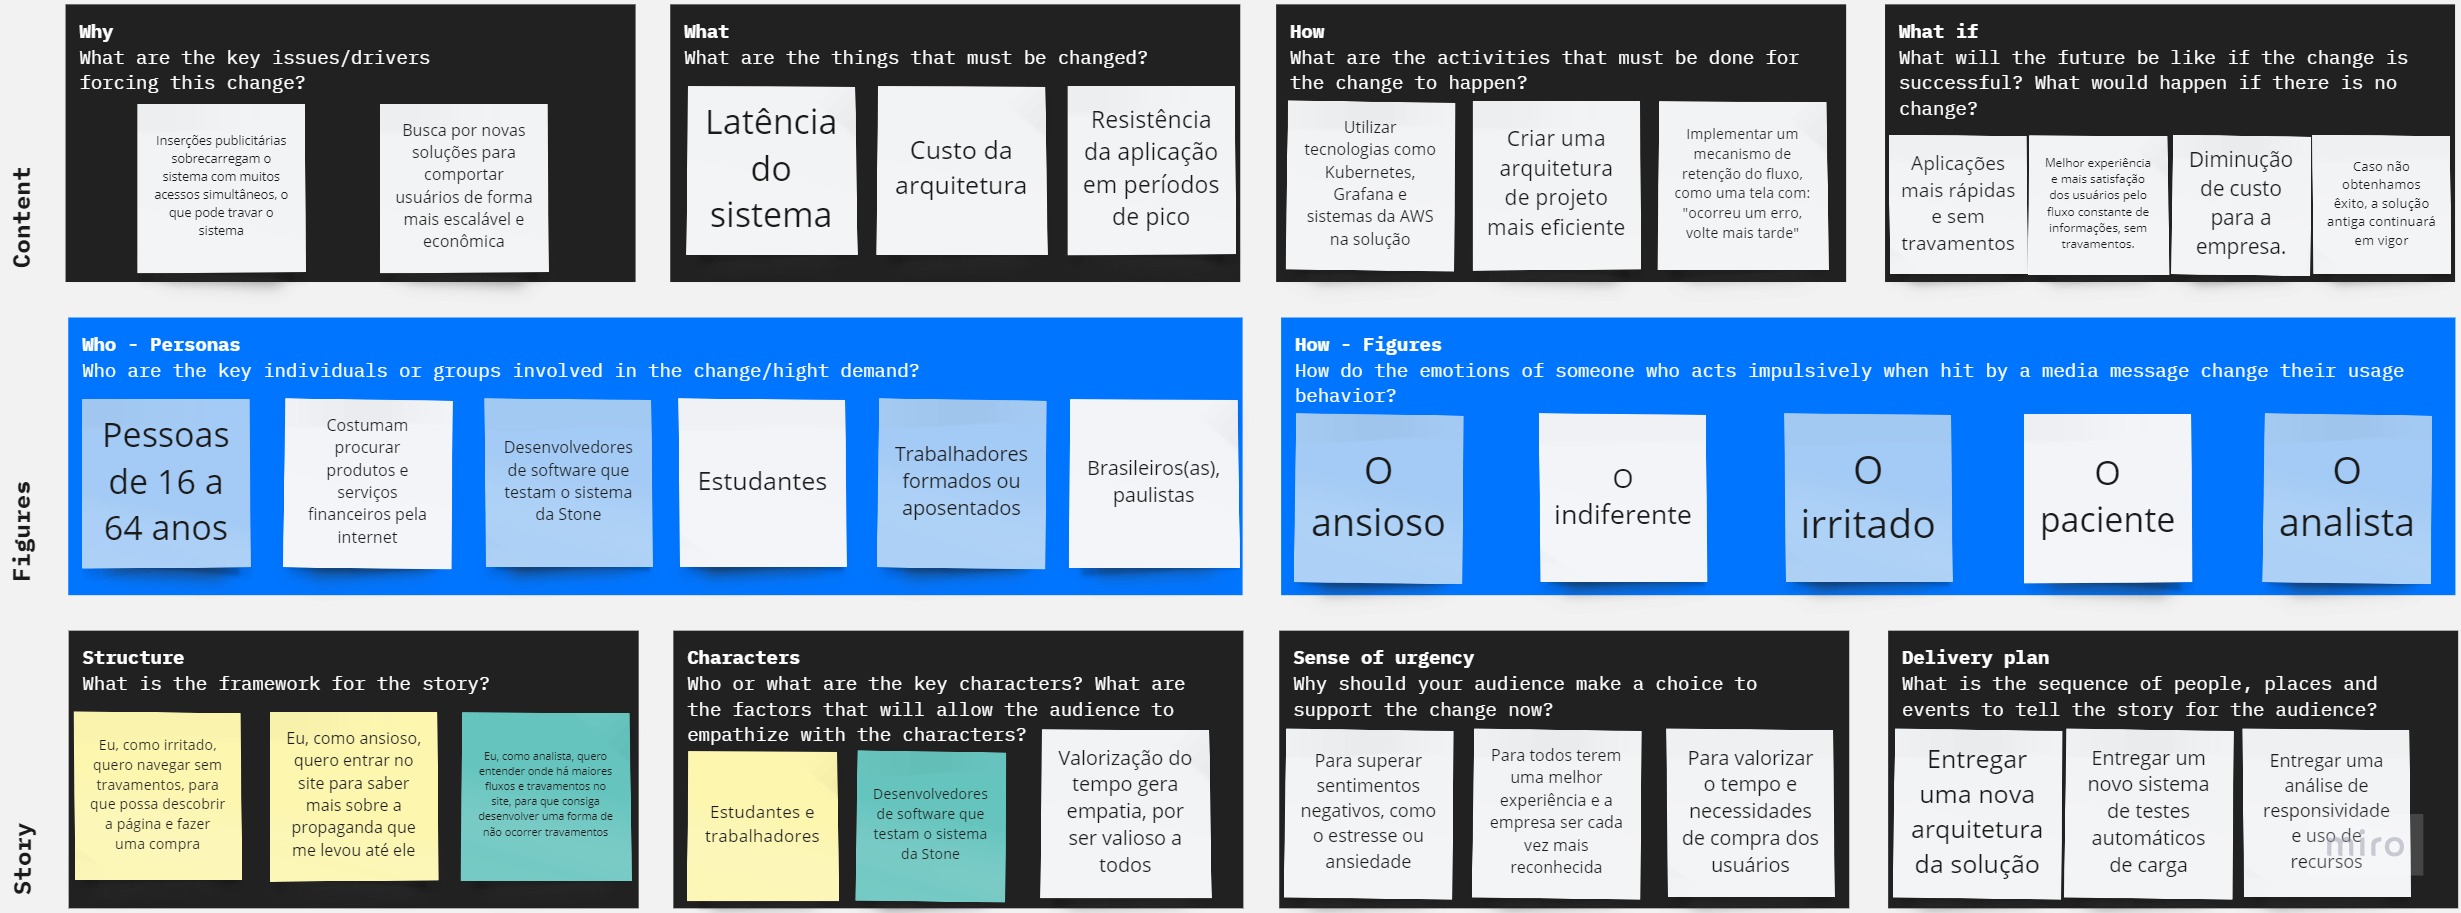 Content
Why
What are the key issues/drivers
forcing this change?
Inserções publicitárias
sobrecarregam o
sistema com muitos
acessos simultâneos, o
que pode travar o
sistema
Busca por novas
soluções para
comportar
usuários de forma
mais escalável e
econômica
What
What are the things that must be changed?
Latência
do
sistema
Custo da
arquitetura
Resistência
da aplicação
em períodos
de pico
How
What are the activities that must be done for
the change to happen?
Utilizar
tecnologias como
Kubernetes,
Grafana e
sistemas da AWS
na solução
Criar uma
arquitetura
de projeto
mais eficiente
Implementar um
mecanismo de
retenção do fluxo,
como uma tela com:
"ocorreu um erro,
volte mais tarde"
What if
What will the future be like if the change is
successful? What would happen if there is no
change?
Aplicações
mais rápidas
e sem
travamentos
Melhor experiência
e mais satisfação
dos usuários pelo
fluxo constante de
informações, sem
travamentos.
Diminução
de custo
para a
empresa.
Caso não
obtenhamos
êxito, a solução
antiga continuará
em vigor
Figures
Who - Personas
Who are the key individuals or groups involved in the change/hight demand?
Pessoas
de 16 a
64 anos
Costumam
procurar
produtos e
serviços
financeiros pela
internet
Desenvolvedores
de software que
testam o sistema
da Stone
Estudantes
Trabalhadores
formados ou
aposentados
Brasileiros(as),
paulistas
How - Figures
How do the emotions of someone who acts impulsively when hit by a media message change their usage
behavior?
O
ansioso
O
indiferente
O
irritado
O
paciente
O
analista
Story
Structure
What is the framework for the story?
Eu, como irritado,
quero navegar sem
travamentos, para
que possa descobrir
a página e fazer
uma compra
Eu, como ansioso,
quero entrar no
site para saber
mais sobre a
propaganda que
me levou até ele
Eu, como analista, quero
entender onde há maiores
fluxos e travamentos no
site, para que consiga
desenvolver uma forma de
não ocorrer travamentos
Characters
Who or what are the key characters? What are
the factors that will allow the audience to
empathize with the characters?
Estudantes e
trabalhadores
Desenvolvedores
de software que
testam o sistema
da Stone
Valorização do
tempo gera
empatia, por
ser valioso a
todos
Sense of urgency
Why should your audience make a choice to
support the change now?
Para superar
sentimentos
negativos, como
o estresse ou
ansiedade
Para todos terem
uma melhor
experiência e a
empresa ser cada
vez mais
reconhecida
Para valorizar
o tempo e
necessidades
de compra dos
usuários
Delivery plan
What is the sequence of people, places and
events to tell the story for the audience?
Entregar
uma nova
arquitetura
da solução
Entregar um
novo sistema
de testes
automáticos
de carga
Entregar uma
análise de
responsividade
e uso de
recursos
miro